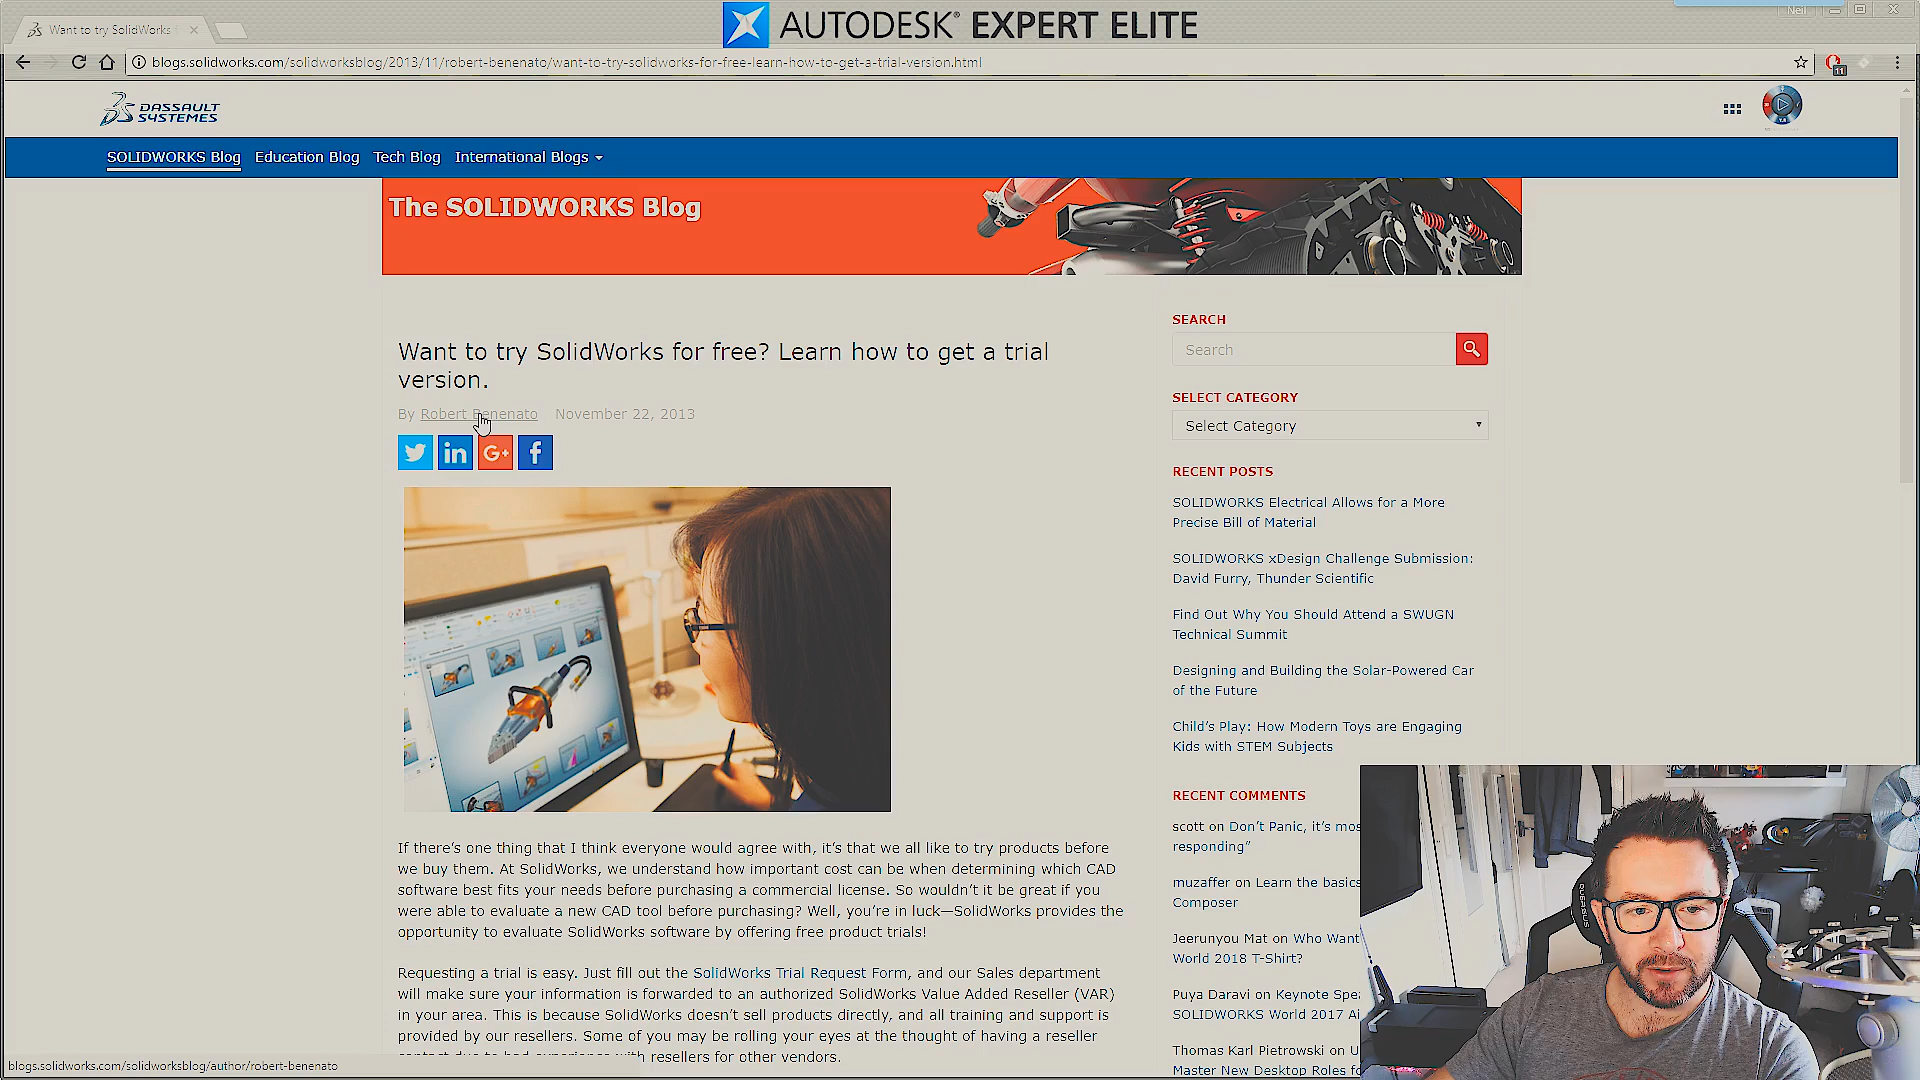 AUTODESK® EXPERT ELITE
Want to try SolidWorks
Neil
blogs.solidworks.com/solidworksblog/2013/11/robert-benenato/want-to-try-solidworks-for-free-learn-how-to-get-a-trial-version.html
11
DASSAULT
SYSTEMES
SOLIDWORKS Blog Education Blog Tech Blog International Blogs
The SOLIDWORKS Blog
Want to try SolidWorks for free? Learn how to get a trial
version.
By Robert Benenato November 22, 2013
in G+ f
If there’s one thing that I think everyone would agree with, it’s that we all like to try products before
we buy them. At SolidWorks, we understand how important cost can be when determining which CAD
software best fits your needs before purchasing a commercial license. So wouldn’t it be great if you
were able to evaluate a new CAD tool before purchasing? Well, you’re in luck—SolidWorks provides the
opportunity to evaluate SolidWorks software by offering free product trials!
Requesting a trial is easy. Just fill out the SolidWorks Trial Request Form, and our Sales department
will make sure your information is forwarded to an authorized SolidWorks Value Added Reseller (VAR)
in your area. This is because SolidWorks doesn’t sell products directly, and all training and support is
provided by our resellers. Some of you may be rolling your eyes at the thought of having a reseller
resellers for other vendors.
blogs.solidworks.com/solidworksblog/author/robert-benenato
SEARCH
Search
SELECT CATEGORY
Select Category
RECENT POSTS
SOLIDWORKS Electrical Allows for a More
Precise Bill of Material
SOLIDWORKS xDesign Challenge Submission:
David Furry, Thunder Scientific
Find Out Why You Should Attend a SWUGN
Technical Summit
Designing and Building the Solar-Powered Car
of the Future
Child’s Play: How Modern Toys are Engaging
Kids with STEM Subjects
RECENT COMMENTS
scott on Don’t Panic, it’s mos
responding”
muzaffer on Learn the basics
Composer
Jeerunyou Mat on Who Want
World 2018 T-Shirt?
Puya Daravi on Keynote Spe
SOLIDWORKS World 2017 Ai
Thomas Karl Pietrowski on U
Master New Desktop Roles fo